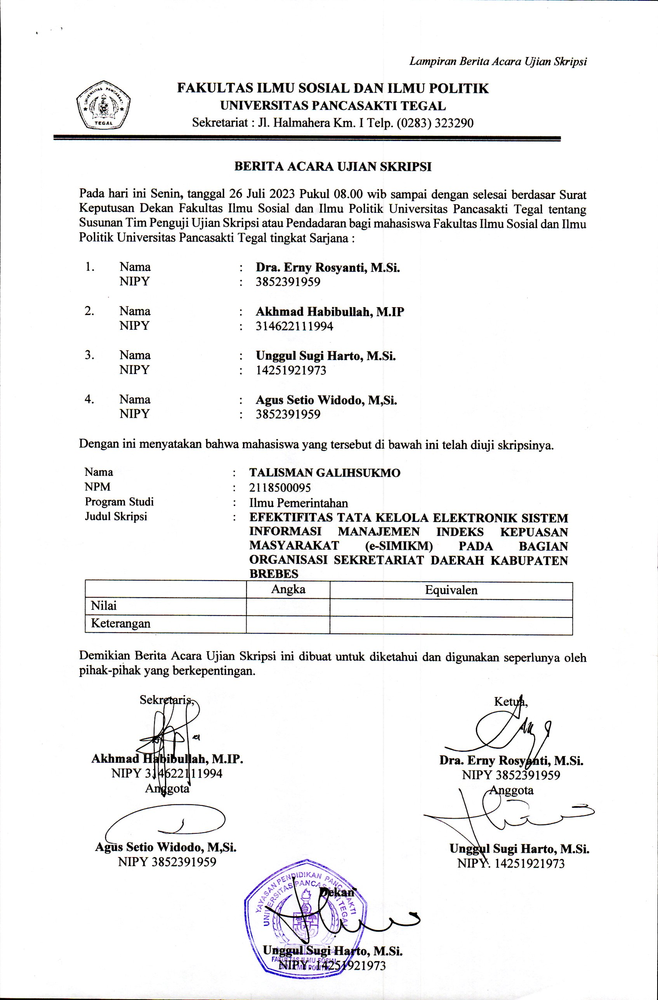 Lampiran Berita Acara Ujian Skripsi
UNIVERSITAS PANCASAKTI
TEGAL
FAKULTAS ILMU SOSIAL DAN ILMU POLITIK
UNIVERSITAS PANCASAKTI TEGAL
Sekretariat : Jl. Halmahera Km. I Telp. (0283) 323290
BERITA ACARA UJIAN SKRIPSI
Pada hari ini Senin, tanggal 26 Juli 2023 Pukul 08.00 wib sampai dengan selesai berdasar Surat
Keputusan Dekan Fakultas Ilmu Sosial dan Ilmu Politik Universitas Pancasakti Tegal tentang
Susunan Tim Penguji Ujian Skripsi atau Pendadaran bagi mahasiswa Fakultas Ilmu Sosial dan Ilmu
Politik Universitas Pancasakti Tegal tingkat Sarjana :
1. Nama : Dra. Erny Rosyanti, M.Si.
NIPY : 3852391959
2. Nama : Akhmad Habibullah, M.IP
NIPY : 314622111994
3. Nama : Unggul Sugi Harto, M.Si.
NIPY : 14251921973
4. Nama : Agus Setio Widodo, M,Si.
NIPY : 3852391959
Dengan ini menyatakan bahwa mahasiswa yang tersebut di bawah ini telah diuji skripsinya.
Nama : TALISMAN GALIHSUKMO
NPM : 2118500095
Program Studi : Ilmu Pemerintahan
Judul Skripsi : EFEKTIFITAS TATA KELOLA ELEKTRONIK SISTEM
INFORMASI MANAJEMEN INDEKS KEPUASAN
MASYARAKAT (e-SIMIKM) PADA BAGIAN
ORGANISASI SEKRETARIAT DAERAH KABUPATEN
BREBES
Angka Equivalen
Nilai
Keterangan
Demikian Berita Acara Ujian Skripsi ini dibuat untuk diketahui dan digunakan seperlunya oleh
pihak-pihak yang berkepentingan.
Sekretaris, Ketua,
Akhmad Habibullah, M.IP. Dra. Erny Rosyanti, M.Si.
NIPY 314622111994 NIPY 3852391959
Anggota Anggota
Agus Setio Widodo, M,Si. Unggul Sugi Harto, M.Si.
NIPY 3852391959 NIPY. 14251921973
YAYASAN PENDIDIKAN PANCASAKTI
UNIVERSITAS PANCASAKTI TEGAL
Dekan
Unggul Sugi Harto, M.Si.
FAKULTAS ILMU SOSIAL
NIPY. 14251921973
DAN ILMU POLITIK